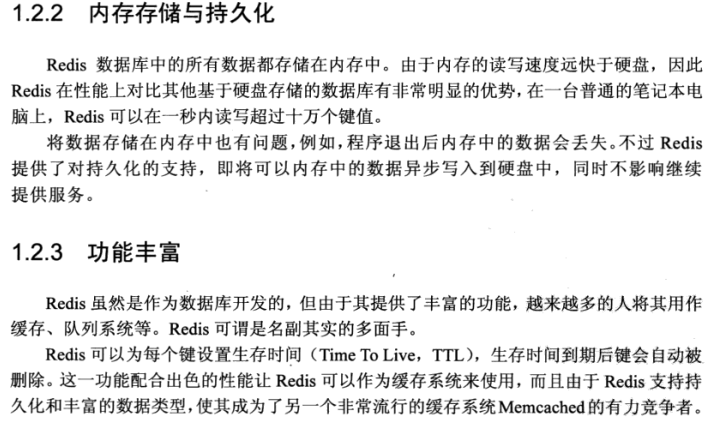 1.2.2 内存存储与持久化
Redis 数据库中的所有数据都存储在内存中。由于内存的读写速度远快于硬盘，因此
Redis 在性能上对比其他基于硬盘存储的数据库有非常明显的优势，在一台普通的笔记本电
脑上，Redis 可以在一秒内读写超过十万个键值。
将数据存储在内存中也有问题，例如，程序退出后内存中的数据会丢失。不过 Redis
提供了对持久化的支持，即将可以内存中的数据异步写入到硬盘中，同时不影响继续
提供服务。
1.2.3 功能丰富
Redis 虽然是作为数据库开发的，但由于其提供了丰富的功能，越来越多的人将其用作
缓存、队列系统等。Redis 可谓是名副其实的多面手。
Redis 可以为每个键设置生存时间（Time To Live，TTL），生存时间到期后键会自动被
删除。这一功能配合出色的性能让 Redis 可以作为缓存系统来使用，而且由于 Redis 支持持
久化和丰富的数据类型，使其成为了另一个非常流行的缓存系统 Memcached 的有力竞争者。